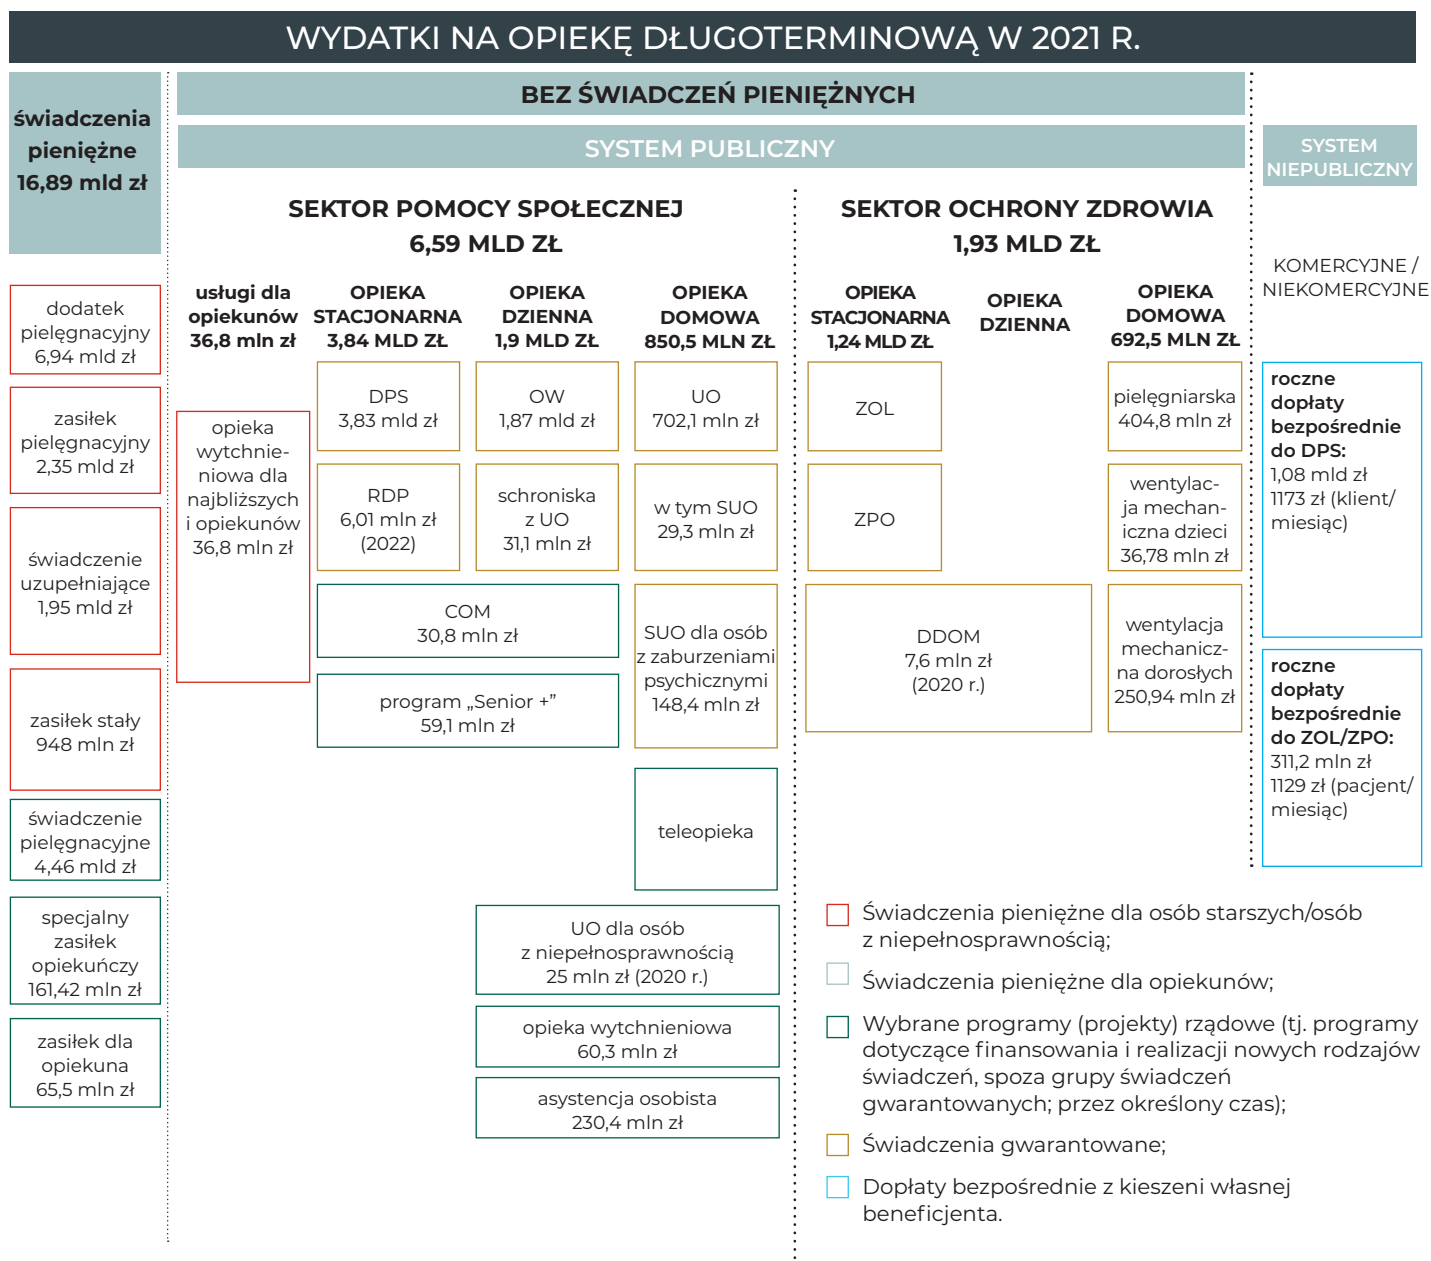 WYDATKI NA OPIEKĘ DŁUGOTERMINOWĄ W 2021 R.
świadczenia
pieniężne
16,89 mld zł
dodatek
pielęgnacyjny
6,94 mld zł
zasiłek
pielęgnacyjny
2,35 mld zł
świadczenie
uzupełniające
1,95 mld zł
zasiłek stały
948 mln zł
świadczenie
pielęgnacyjne
4,46 mld zł
specjalny
zasiłek
opiekuńczy
161,42 mln zł
zasiłek dla
opiekuna
65,5 mln zł
BEZ ŚWIADCZEŃ PIENIĘŻNYCH
SYSTEM PUBLICZNY
SEKTOR POMOCY SPOŁECZNEJ
6,59 MLD ZŁ
usługi dla
opiekunów
36,8 mln zł
opieka
wytchnie-
niowa dla
najbliższych
i opiekunów
36,8 mln zł
OPIEKA
STACJONARNA
3,84 MLD ZŁ
DPS
3,83 mld zł
RDP
6,01 mln zł
(2022)
OPIEKA
DZIENNA
1,9 MLD ZŁ
OW
1,87 mld zł
schroniska
z UO
31,1 mln zł
COM
30,8 mln zł
program „Senior +”
59,1 mln zł
OPIEKA
DOMOWA
850,5 MLN ZŁ
UO
702,1 mln zł
w tym SUO
29,3 mln zł
SUO dla osób
z zaburzeniami
psychicznymi
148,4 mln zł
teleopieka
UO dla osób
z niepełnosprawnością
25 mln zł (2020 r.)
opieka wytchnieniowa
60,3 mln zł
asystencja osobista
230,4 mln zł
SEKTOR OCHRONY ZDROWIA
1,93 MLD ZŁ
OPIEKA
STACJONARNA
1,24 MLD ZŁ
ZOL
ZPO
OPIEKA
DZIENNA
DDOM
7,6 mln zł
(2020 r.)
OPIEKA
DOMOWA
692,5 MLN ZŁ
pielęgniarska
404,8 mln zł
wentylac-
ja mechan-
iczna dzieci
36,78 mln zł
wentylacja
mechanicz-
na dorosłych
250,94 mln zł
SYSTEM
NIEPUBLICZNY
KOMERCYJNE /
NIEKOMERCYJNE
roczne
dopłaty
bezpośrednie
do DPS:
1,08 mld zł
1173 zł (klient/
miesiąc)
roczne
dopłaty
bezpośrednie
do ZOL/ZPO:
311,2 mln zł
1129 zł (pacjent/
miesiąc)
Świadczenia pieniężne dla osób starszych/osób
z niepełnosprawnością;
Świadczenia pieniężne dla opiekunów;
Wybrane programy (projekty) rządowe (tj. programy
dotyczące finansowania i realizacji nowych rodzajów
świadczeń, spoza grupy świadczeń
gwarantowanych; przez określony czas);
Świadczenia gwarantowane;
Dopłaty bezpośrednie z kieszeni własnej
beneficjenta.